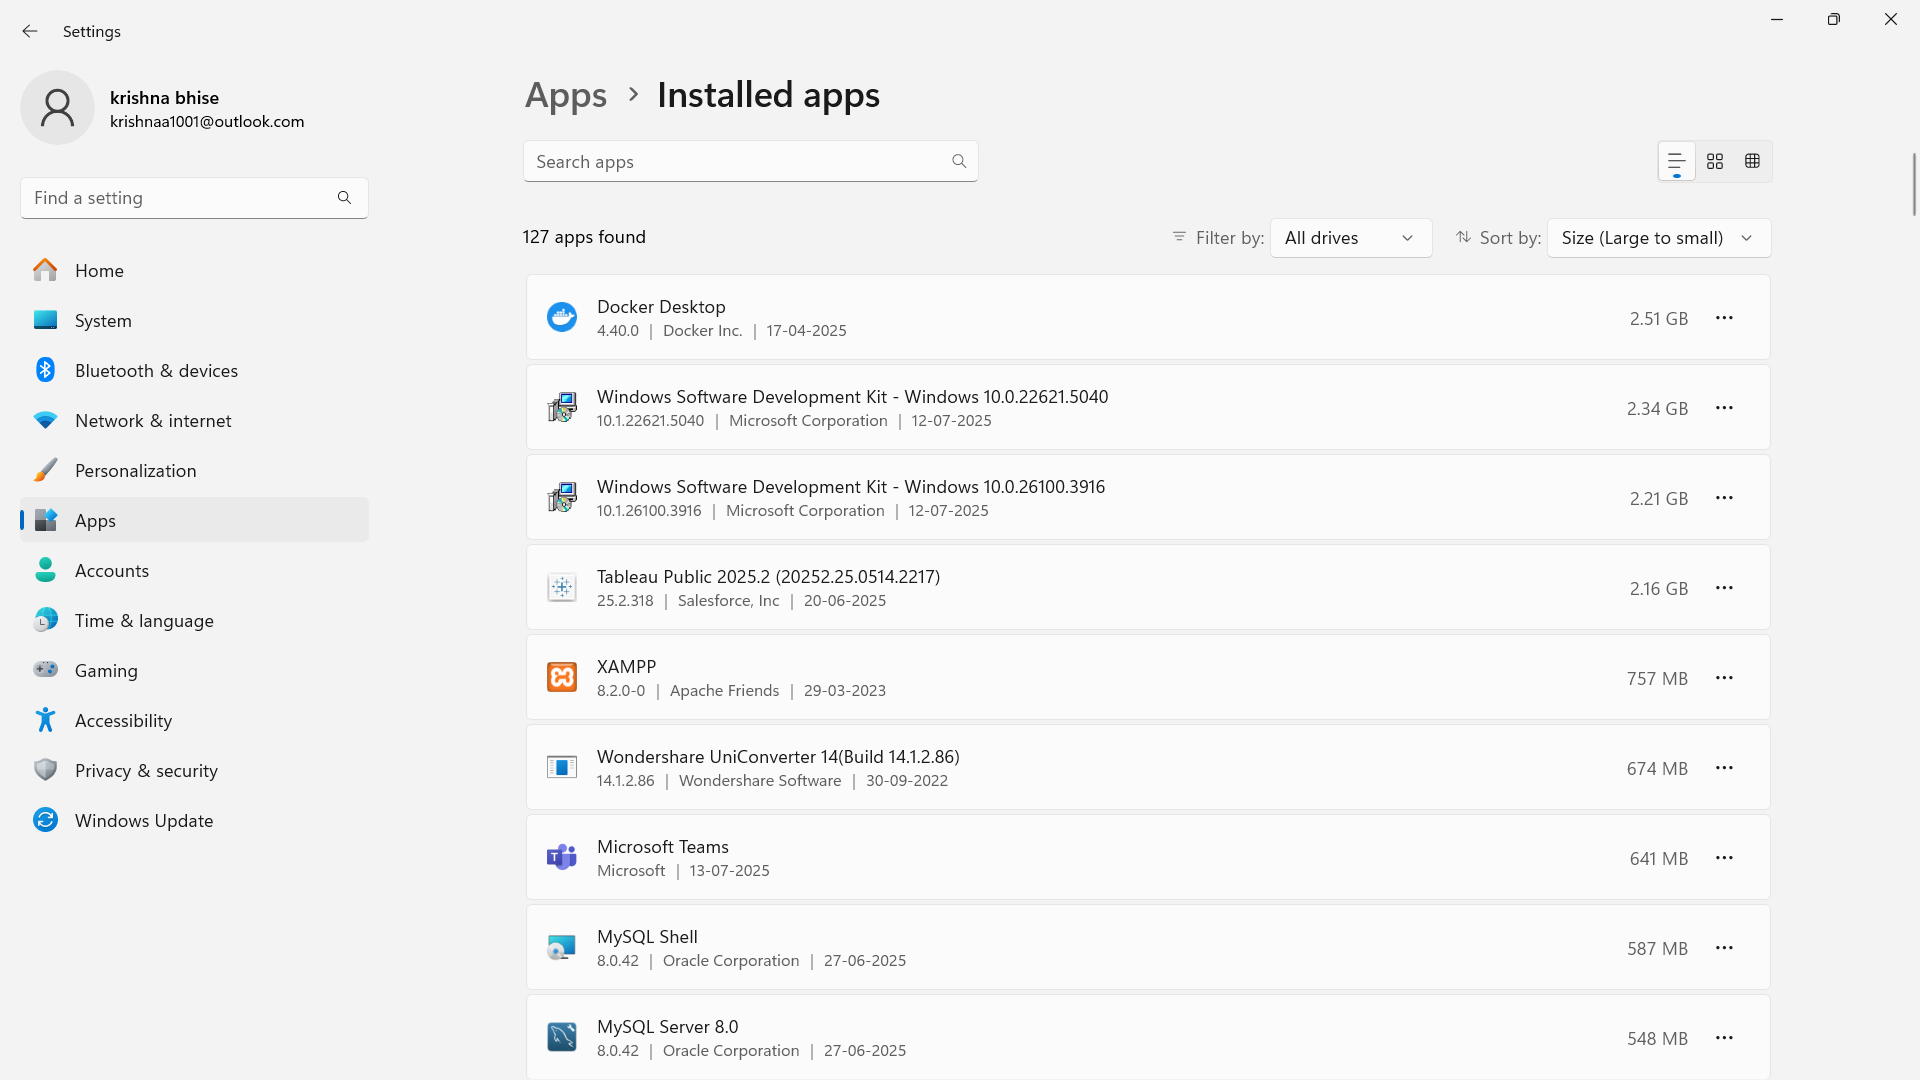 Settings
krishna bhise
krishnaa1001@outlook.com
Find a setting
Home
System
Bluetooth & devices
Network & internet
Personalization
Apps
Accounts
Time & language
Gaming
Accessibility
Privacy & security
Windows Update
Apps > Installed apps
Search apps
127 apps found
Filter by: All drives
Sort by: Size (Large to small)
Docker Desktop
4.40.0 | Docker Inc. | 17-04-2025
2.51 GB
Windows Software Development Kit - Windows 10.0.22621.5040
10.1.22621.5040 | Microsoft Corporation | 12-07-2025
2.34 GB
Windows Software Development Kit - Windows 10.0.26100.3916
10.1.26100.3916 | Microsoft Corporation | 12-07-2025
2.21 GB
Tableau Public 2025.2 (20252.25.0514.2217)
25.2.318 | Salesforce, Inc | 20-06-2025
2.16 GB
XAMPP
8.2.0-0 | Apache Friends | 29-03-2023
757 MB
Wondershare UniConverter 14(Build 14.1.2.86)
14.1.2.86 | Wondershare Software | 30-09-2022
674 MB
Microsoft Teams
Microsoft | 13-07-2025
641 MB
MySQL Shell
8.0.42 | Oracle Corporation | 27-06-2025
587 MB
MySQL Server 8.0
8.0.42 | Oracle Corporation | 27-06-2025
548 MB